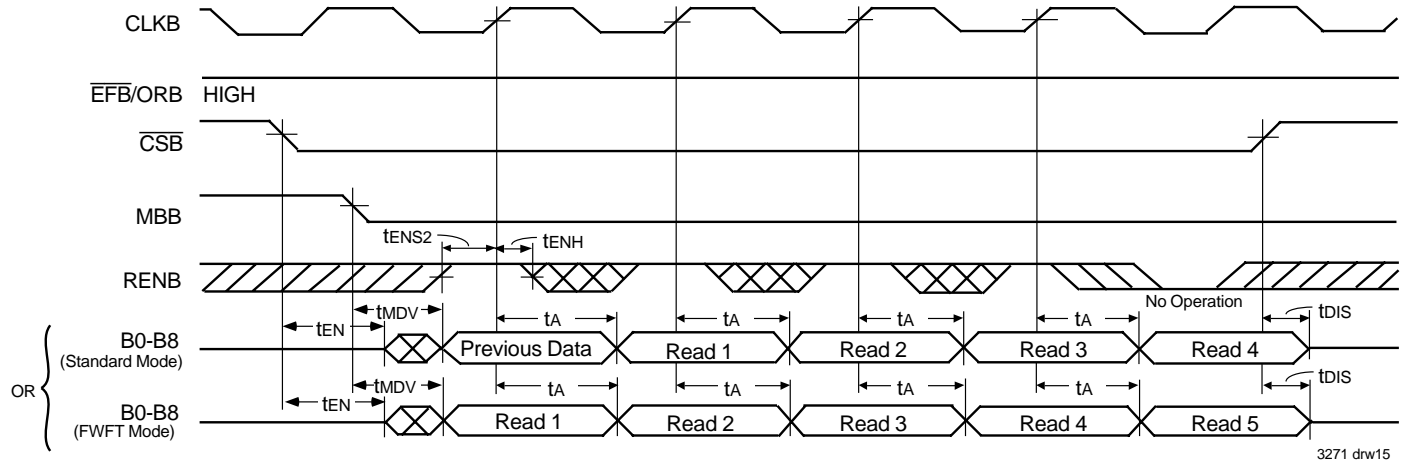 CLKB
EFB/ORB HIGH
CSB
MBB
tENS2 tENH
RENB
No Operation
tEN tMDV tA tA tA tA tDIS
B0-B8 Previous Data Read 1 Read 2 Read 3 Read 4
(Standard Mode)
OR
tEN tMDV tA tA tA tA tDIS
B0-B8 Read 1 Read 2 Read 3 Read 4 Read 5
(FWFT Mode)
3271 drw15